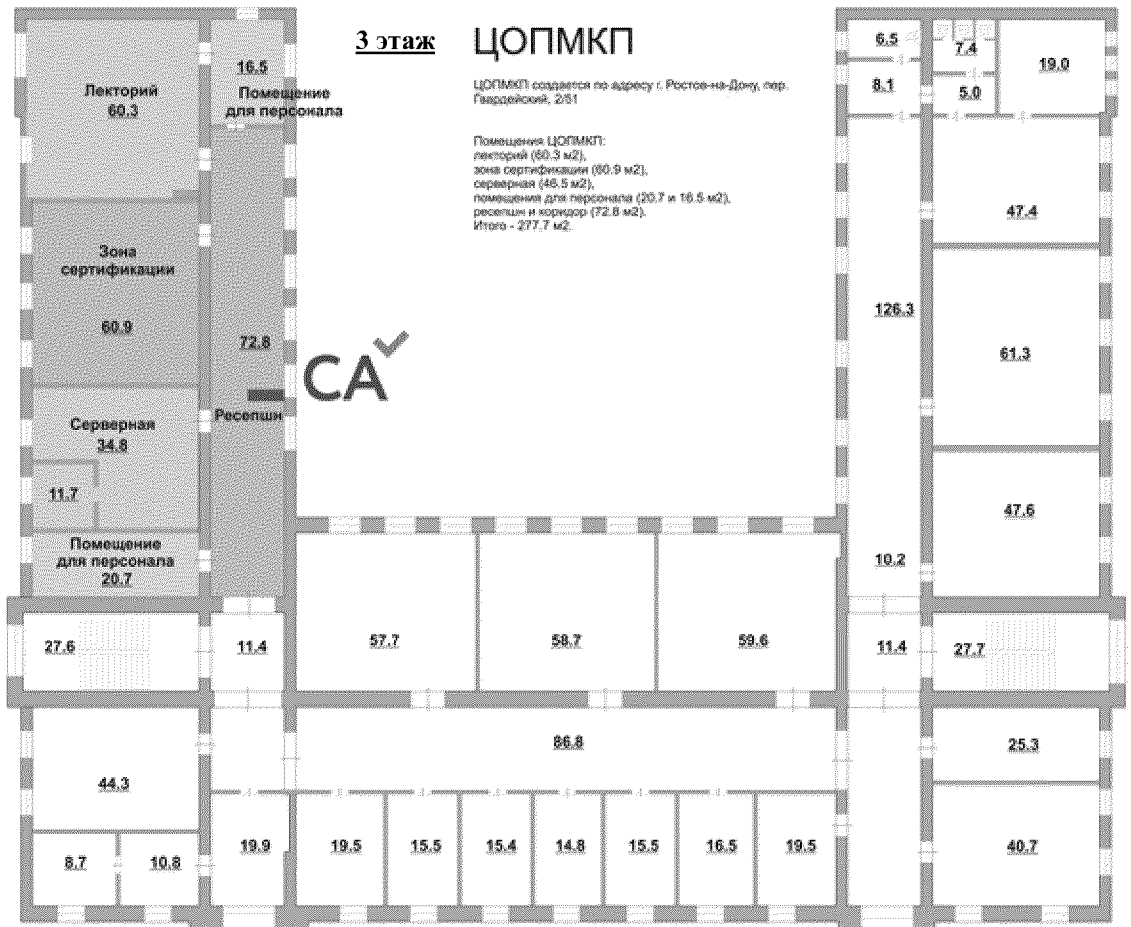 3 этаж
ЦОПМКП
ЦОПМКП создается по адресу г. Ростов-на-Дону, пер.
Гвардейский, 2/51
Помещения ЦОПМКП:
лекторий (60.3 м2),
зона сертификации (60.9 м2),
серверная (46.5 м2),
помещения для персонала (20.7 и 16.5 м2),
ресепшн и коридор (72.8 м2).
Итого - 277.7 м2.
Лекторий
60.3
16.5
Помещение
для персонала
Зона
сертификации
60.9
72.8
СА
Ресепшн
Серверная
34.8
11.7
Помещение
для персонала
20.7
6.5
7.4
19.0
8.1
5.0
47.4
126.3
61.3
47.6
10.2
27.6
11.4
57.7
58.7
59.6
11.4
27.7
86.8
25.3
44.3
8.7
10.8
19.9
19.5
15.5
15.4
14.8
15.5
16.5
19.5
40.7